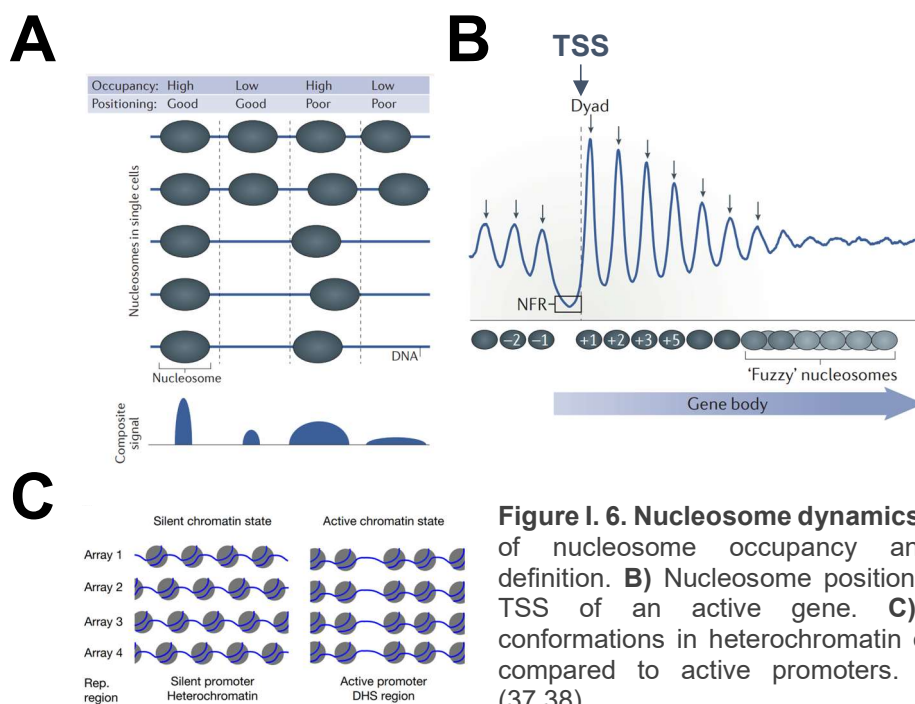 A
Occupancy: High Low High Low
Positioning: Good Good Poor Poor
Nucleosomes in single cells
DNA
Nucleosome
Composite
signal
B
TSS
Dyad
NFR
−2 −1 +1 +2 +3 +5
'Fuzzy' nucleosomes
Gene body
C
Silent chromatin state Active chromatin state
Array 1
Array 2
Array 3
Array 4
Rep.
region
Silent promoter
Heterochromatin
Active promoter
DHS region
Figure I. 6. Nucleosome dynamics
of nucleosome occupancy an
definition. B) Nucleosome position
TSS of an active gene. C)
conformations in heterochromatin
compared to active promoters.
(37,38)